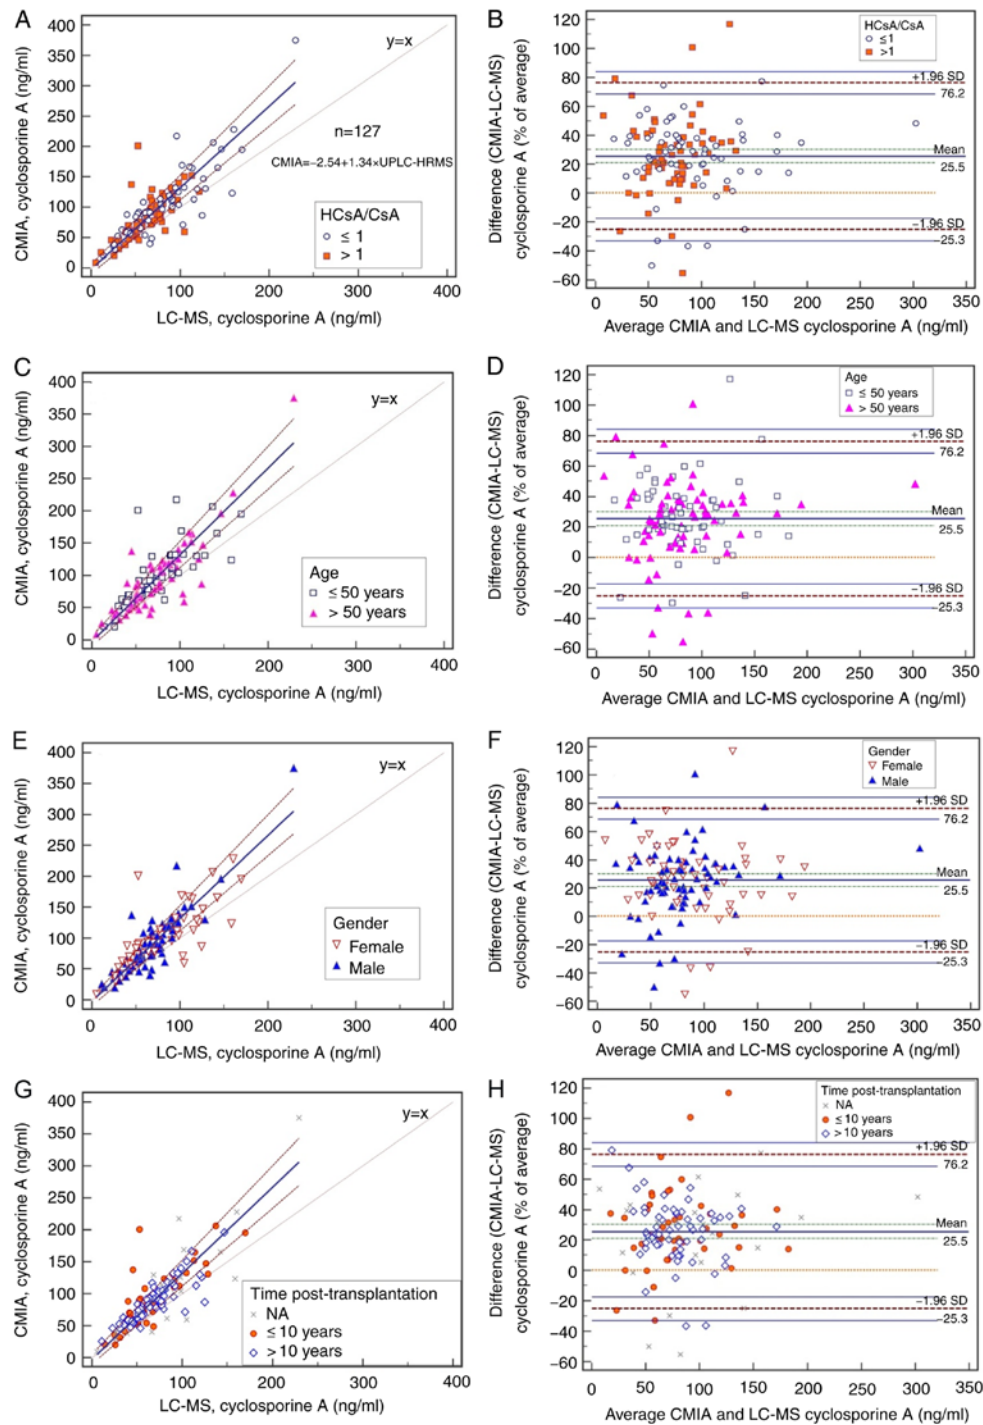 A
CMIA, cyclosporine A (ng/ml)
400
350
300
250
200
150
100
50
0
y=x
n=127
CMIA=−2.54+1.34×UPLC-HRMS
HCsA/CsA
≤ 1
> 1
0 100 200 300 400
LC-MS, cyclosporine A (ng/ml)
B
Difference (CMIA-LC-MS)
cyclosporine A (% of average)
120
100
80
60
40
20
0
−20
−40
−60
HCsA/CsA
≤1
>1
+1.96 SD
76.2
Mean
25.5
−1.96 SD
−25.3
0 50 100 150 200 250 300 350
Average CMIA and LC-MS cyclosporine A (ng/ml)
C
CMIA, cyclosporine A (ng/ml)
400
350
300
250
200
150
100
50
0
y=x
Age
≤ 50 years
> 50 years
0 100 200 300 400
LC-MS, cyclosporine A (ng/ml)
D
Difference (CMIA-LC-MS)
cyclosporine A (% of average)
120
100
80
60
40
20
0
−20
−40
−60
Age
≤ 50 years
> 50 years
+1.96 SD
76.2
Mean
25.5
−1.96 SD
−25.3
0 50 100 150 200 250 300 350
Average CMIA and LC-MS cyclosporine A (ng/ml)
E
CMIA, cyclosporine A (ng/ml)
400
350
300
250
200
150
100
50
0
y=x
Gender
Female
Male
0 100 200 300 400
LC-MS, cyclosporine A (ng/ml)
F
Difference (CMIA-LC-MS)
cyclosporine A (% of average)
120
100
80
60
40
20
0
−20
−40
−60
Gender
Female
Male
+1.96 SD
76.2
Mean
25.5
−1.96 SD
−25.3
0 50 100 150 200 250 300 350
Average CMIA and LC-MS cyclosporine A (ng/ml)
G
CMIA, cyclosporine A (ng/ml)
400
350
300
250
200
150
100
50
0
y=x
Time post-transplantation
NA
≤ 10 years
> 10 years
0 100 200 300 400
LC-MS, cyclosporine A (ng/ml)
H
Difference (CMIA-LC-MS)
cyclosporine A (% of average)
120
100
80
60
40
20
0
−20
−40
−60
Time post-transplantation
NA
≤ 10 years
> 10 years
+1.96 SD
76.2
Mean
25.5
−1.96 SD
−25.3
0 50 100 150 200 250 300 350
Average CMIA and LC-MS cyclosporine A (ng/ml)